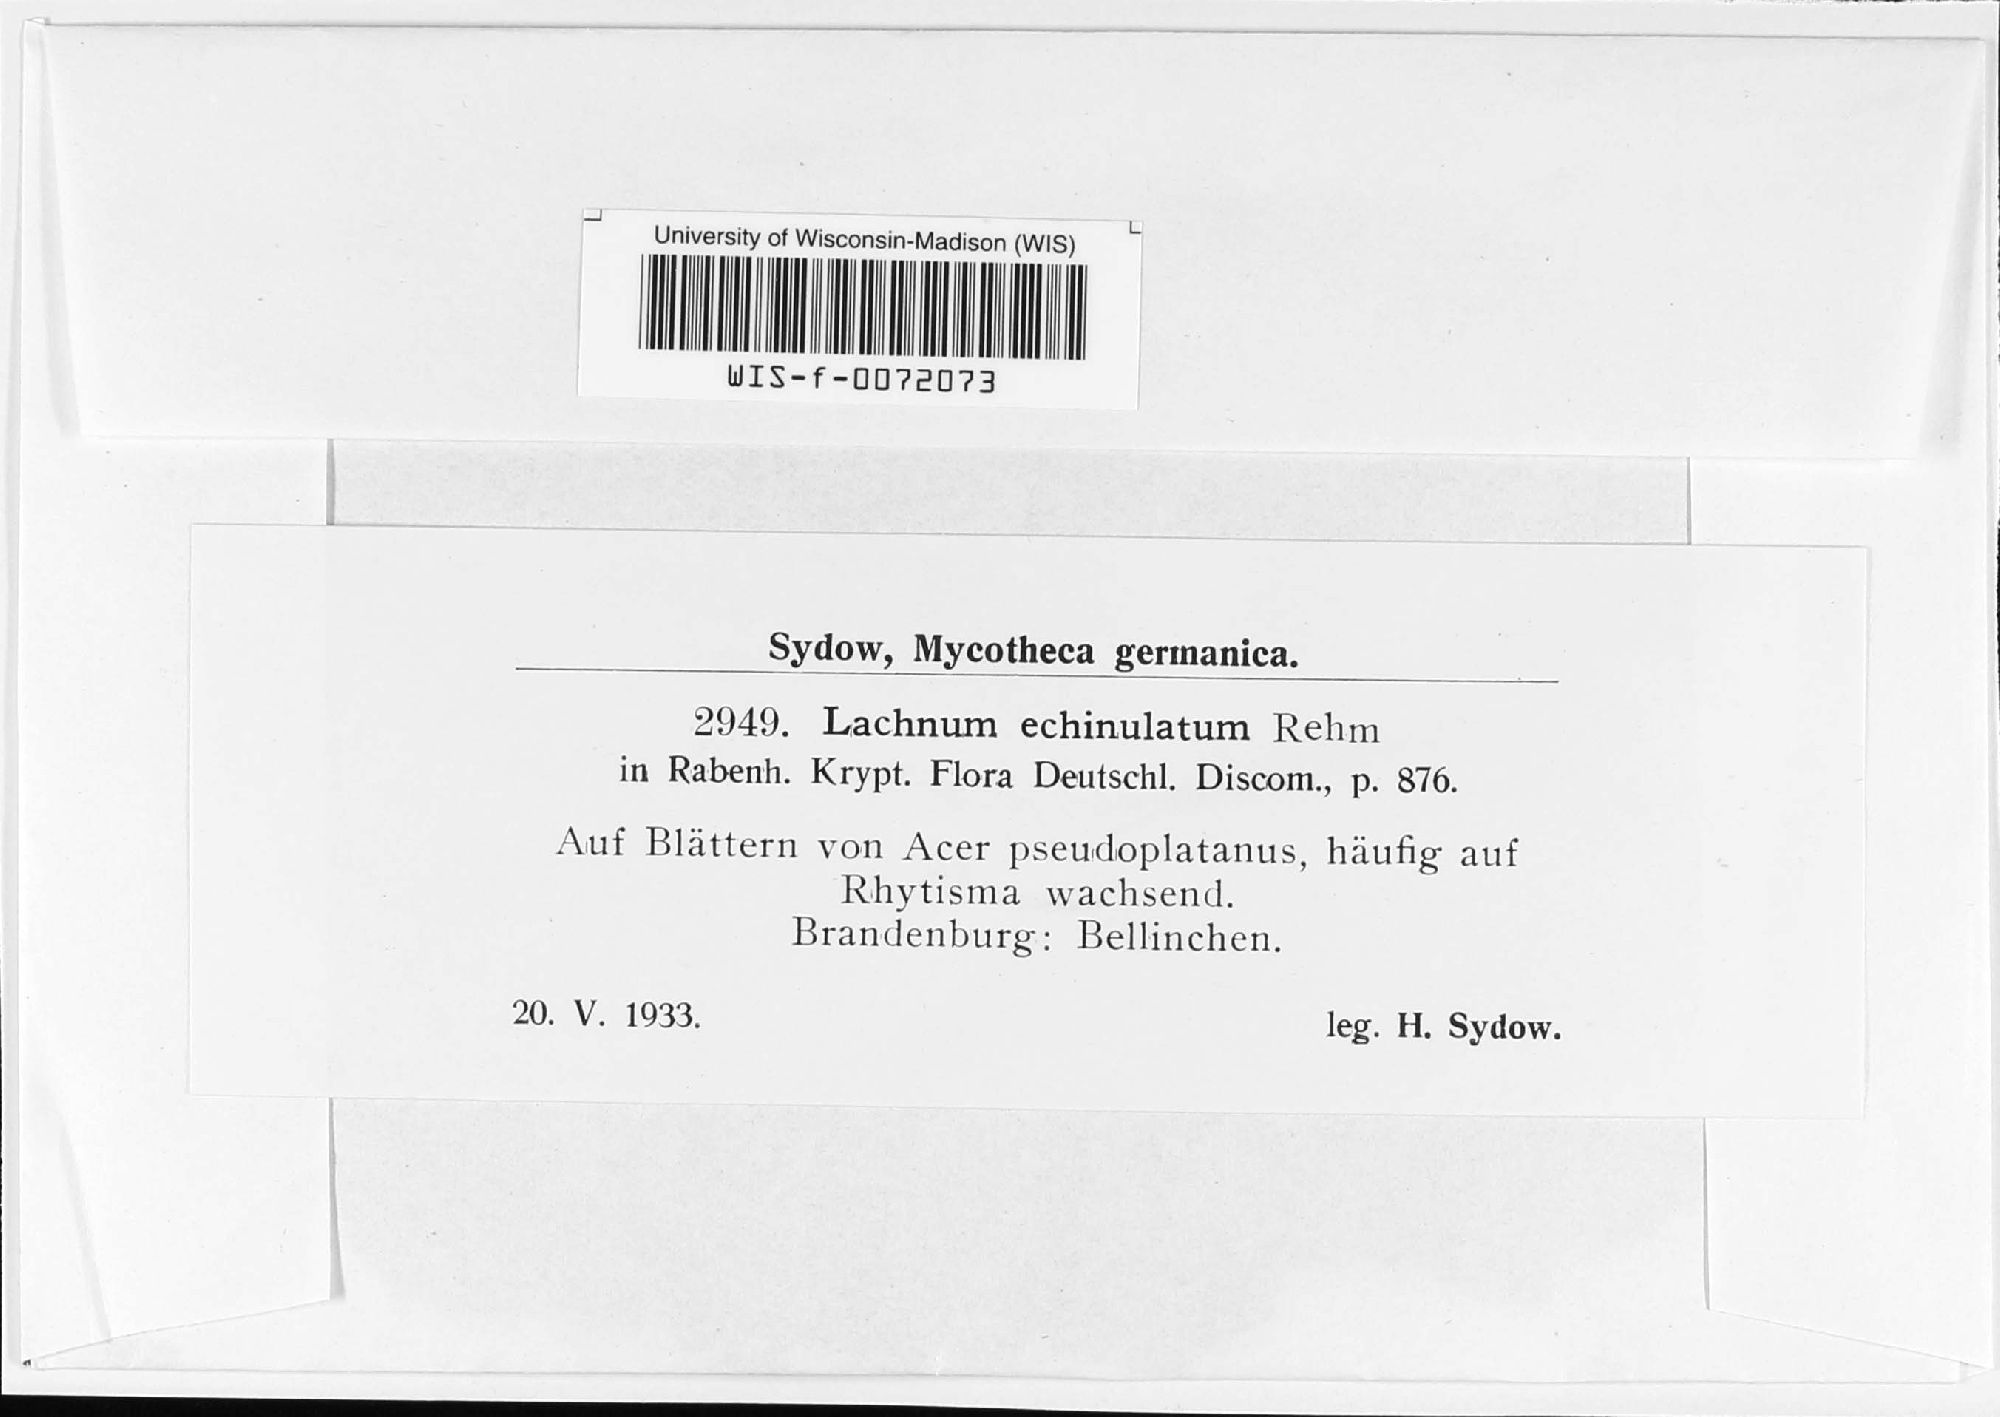 University of Wisconsin-Madison (WIS)
WIS-f-0072073
Sydow, Mycotheca germanica.
2949. Lachnum echinulatum Rehm
in Rabenh. Krypt. Flora Deutschl. Discom., p. 876.
Auf Blättern von Acer pseudoplatanus, häufig auf
Rhytisma wachsend.
Brandenburg: Bellinchen.
20. V. 1933.
leg. H. Sydow.